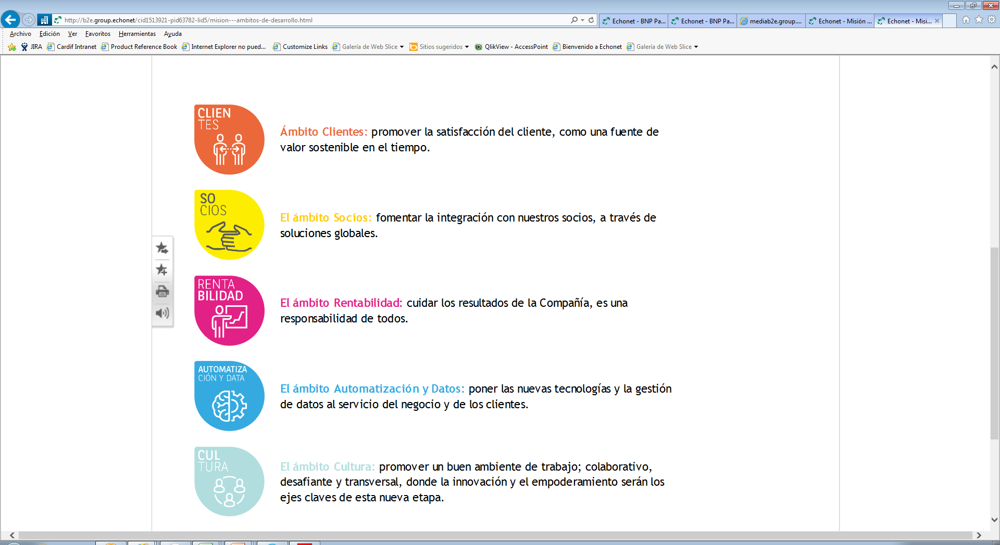 http://b2e.group.echonet/cid1513921-pid63782-lid5/mision---ambitos-de-desarrollo.html
Echonet - BNP Pa...
Echonet - BNP Pa...
mediab2e.group....
Echonet - Misión ...
Echonet - Misi...
Archivo Edición Ver Favoritos Herramientas Ayuda
JIRA Cardif Intranet Product Reference Book Internet Explorer no pued... Customize Links Galería de Web Slice Sitios sugeridos QlikView - AccessPoint Bienvenido a Echonet Galería de Web Slice
CLIEN
TES
Ámbito Clientes: promover la satisfacción del cliente, como una fuente de
valor sostenible en el tiempo.
SO
CIOS
El ámbito Socios: fomentar la integración con nuestros socios, a través de
soluciones globales.
RENTA
BILIDAD
El ámbito Rentabilidad: cuidar los resultados de la Compañía, es una
responsabilidad de todos.
AUTOMATIZA
CIÓN Y DATA
El ámbito Automatización y Datos: poner las nuevas tecnologías y la gestión
de datos al servicio del negocio y de los clientes.
CUL
TURA
El ámbito Cultura: promover un buen ambiente de trabajo; colaborativo,
desafiante y transversal, donde la innovación y el empoderamiento serán los
ejes claves de esta nueva etapa.